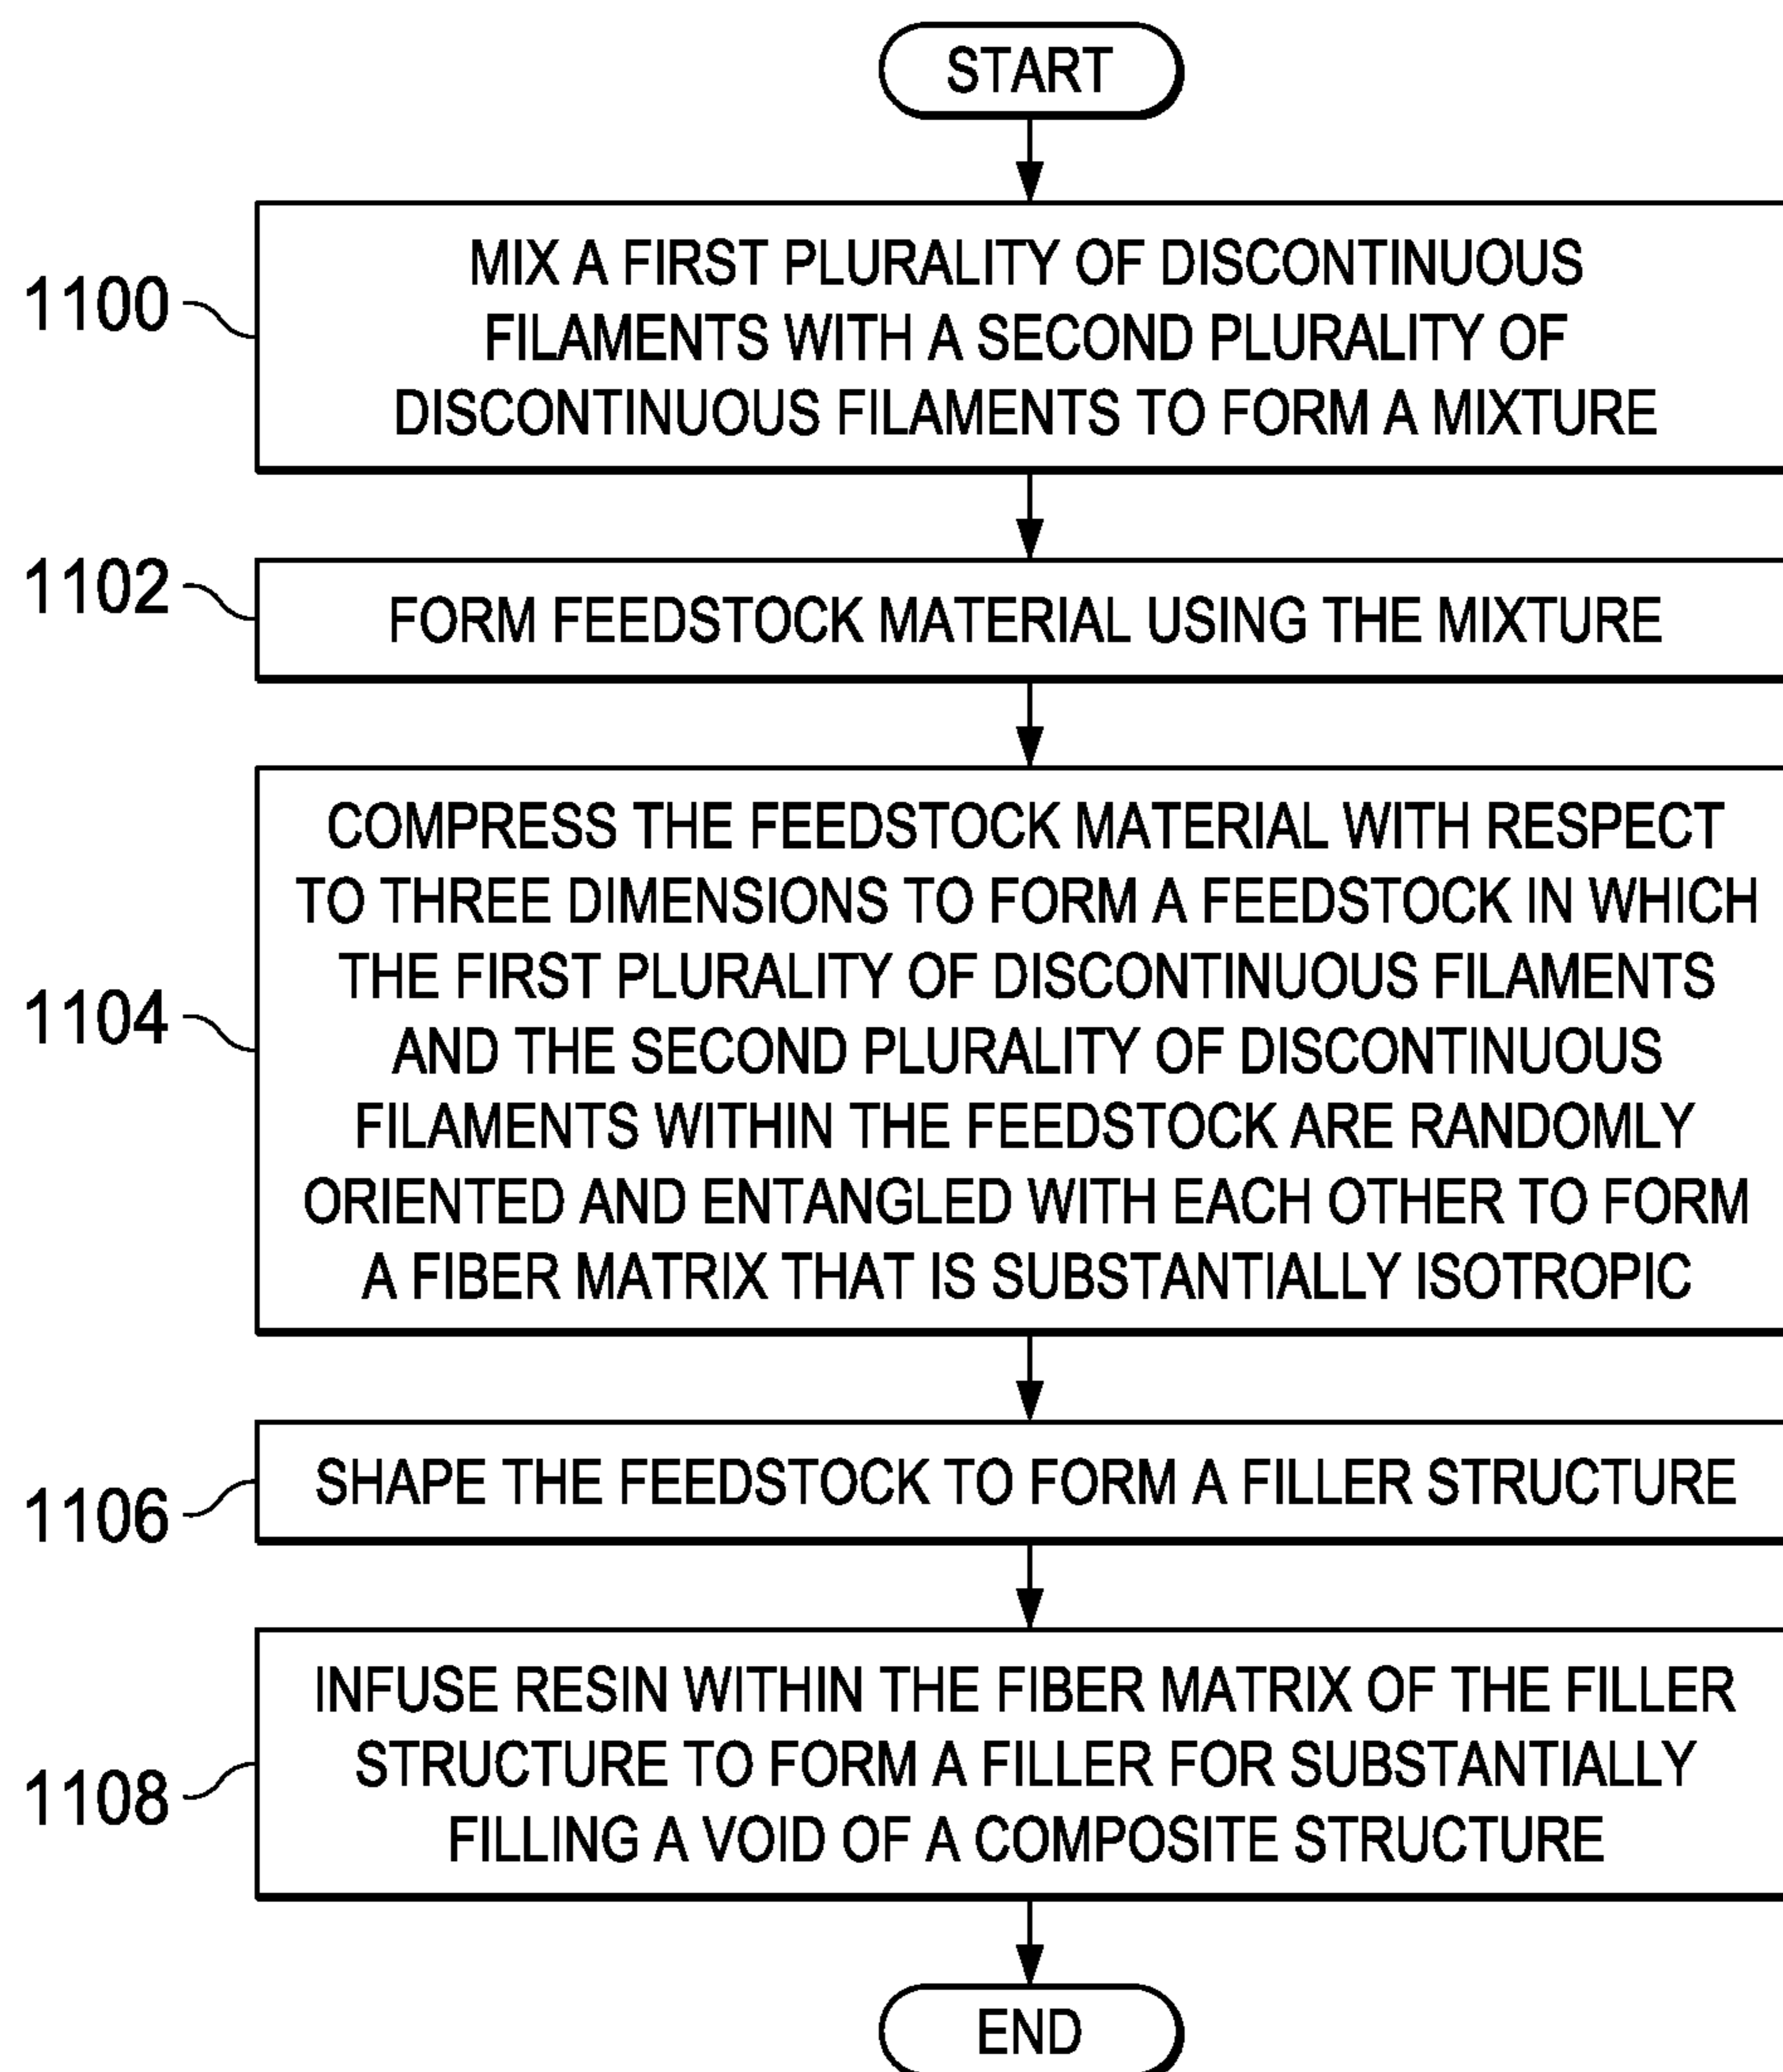 START
1100
MIX A FIRST PLURALITY OF DISCONTINUOUS
FILAMENTS WITH A SECOND PLURALITY OF
DISCONTINUOUS FILAMENTS TO FORM A MIXTURE
1102
FORM FEEDSTOCK MATERIAL USING THE MIXTURE
1104
COMPRESS THE FEEDSTOCK MATERIAL WITH RESPECT
TO THREE DIMENSIONS TO FORM A FEEDSTOCK IN WHICH
THE FIRST PLURALITY OF DISCONTINUOUS FILAMENTS
AND THE SECOND PLURALITY OF DISCONTINUOUS
FILAMENTS WITHIN THE FEEDSTOCK ARE RANDOMLY
ORIENTED AND ENTANGLED WITH EACH OTHER TO FORM
A FIBER MATRIX THAT IS SUBSTANTIALLY ISOTROPIC
1106
SHAPE THE FEEDSTOCK TO FORM A FILLER STRUCTURE
1108
INFUSE RESIN WITHIN THE FIBER MATRIX OF THE FILLER
STRUCTURE TO FORM A FILLER FOR SUBSTANTIALLY
FILLING A VOID OF A COMPOSITE STRUCTURE
END